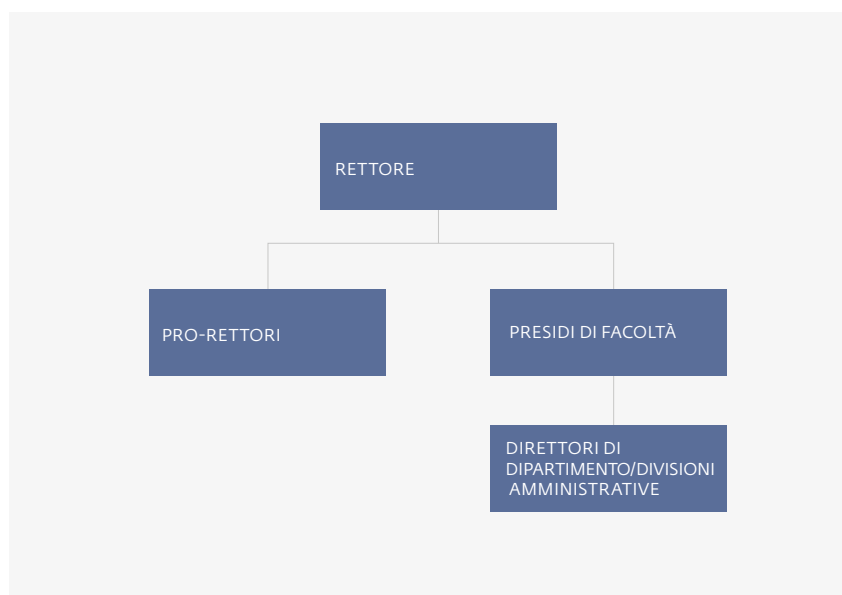 RETTORE
PRO-RETTORI
PRESIDI DI FACOLTÀ
DIRETTORI DI
DIPARTIMENTO/DIVISIONI
AMMINISTRATIVE